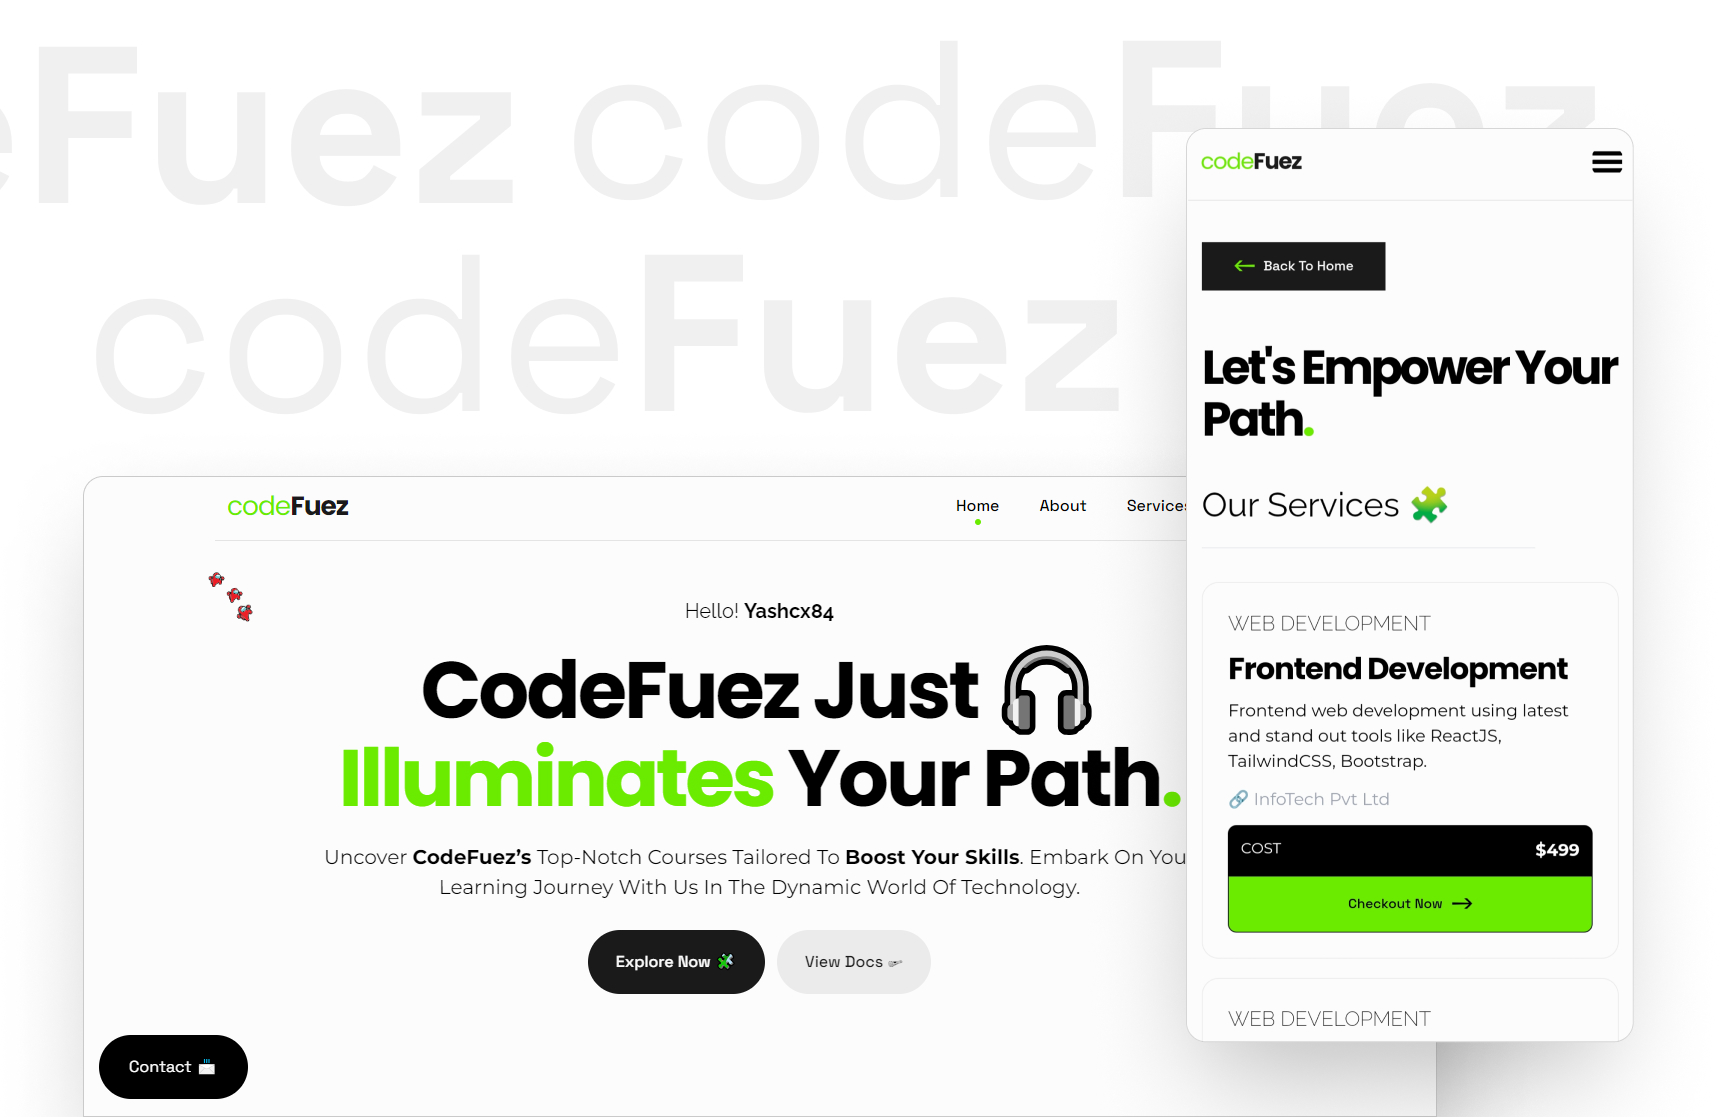 eFuez codeFuez
codeFuez
codeFuez
Home About Services
Hello! Yashcx84
CodeFuez Just
Illuminates Your Path.
Uncover CodeFuez’s Top-Notch Courses Tailored To Boost Your Skills. Embark On You
Learning Journey With Us In The Dynamic World Of Technology.
Explore Now
View Docs
Contact
codeFuez
Back To Home
Let's Empower Your
Path.
Our Services
WEB DEVELOPMENT
Frontend Development
Frontend web development using latest
and stand out tools like ReactJS,
TailwindCSS, Bootstrap.
InfoTech Pvt Ltd
COST $499
Checkout Now
WEB DEVELOPMENT